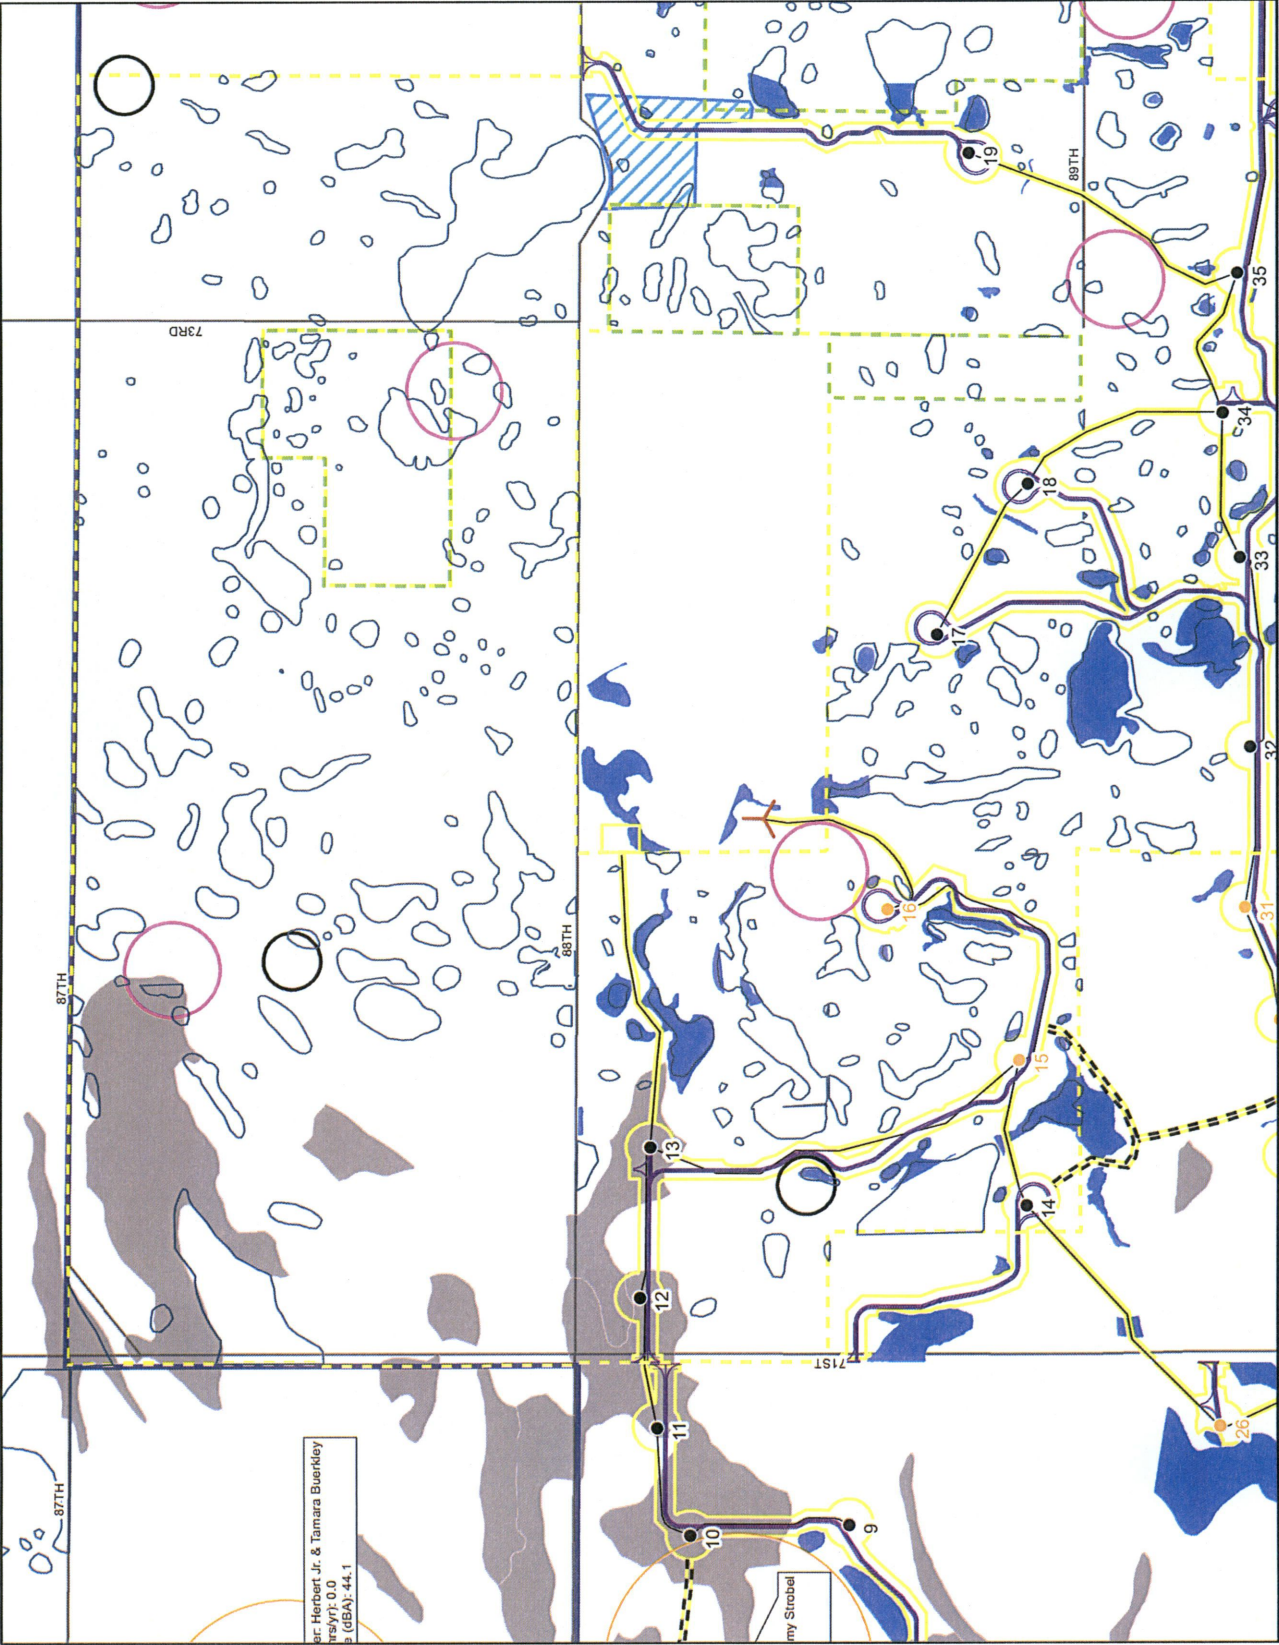 73RD
89TH
19
35
34
18
33
17
32
87TH
88TH
16
31
15
13
14
12
71ST
11
26
87TH
10
9
er: Herbert Jr. & Tamara Buerkley
hrs/yr): 0.0
e (dBA): 44.1
my Strobel